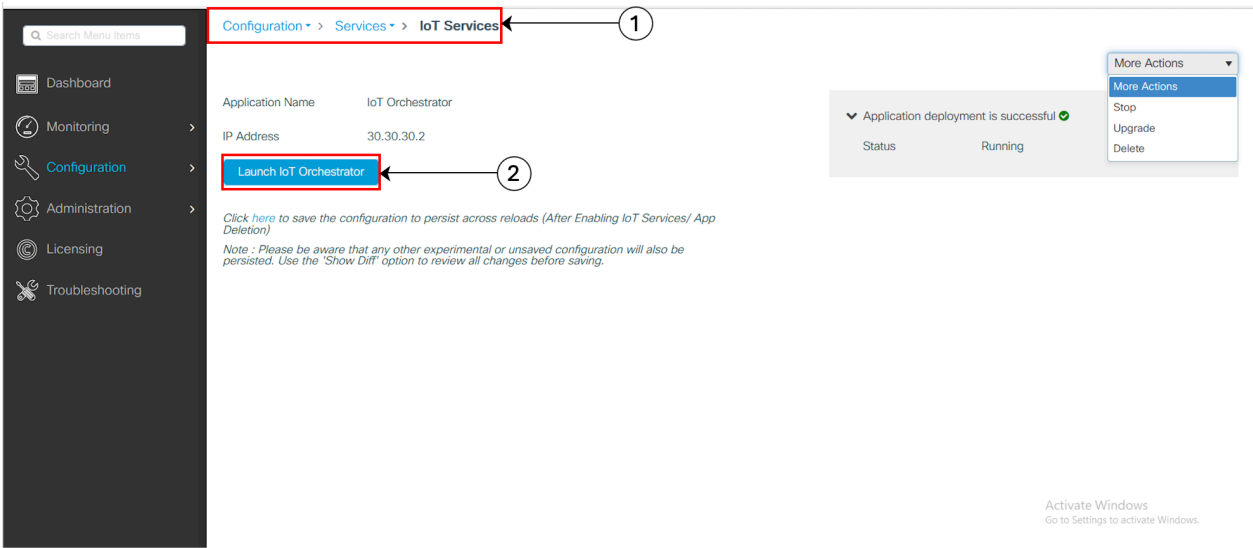 Search Menu Items
Dashboard
Monitoring
Configuration
Administration
Licensing
Troubleshooting
Configuration > Services > IoT Services
1
Application Name IoT Orchestrator
IP Address 30.30.30.2
Launch IoT Orchestrator
2
Click here to save the configuration to persist across reloads (After Enabling IoT Services/ App
Deletion)
Note : Please be aware that any other experimental or unsaved configuration will also be
persisted. Use the 'Show Diff' option to review all changes before saving.
More Actions
More Actions
Stop
Upgrade
Delete
Application deployment is successful
Status Running
Activate Windows
Go to Settings to activate Windows.